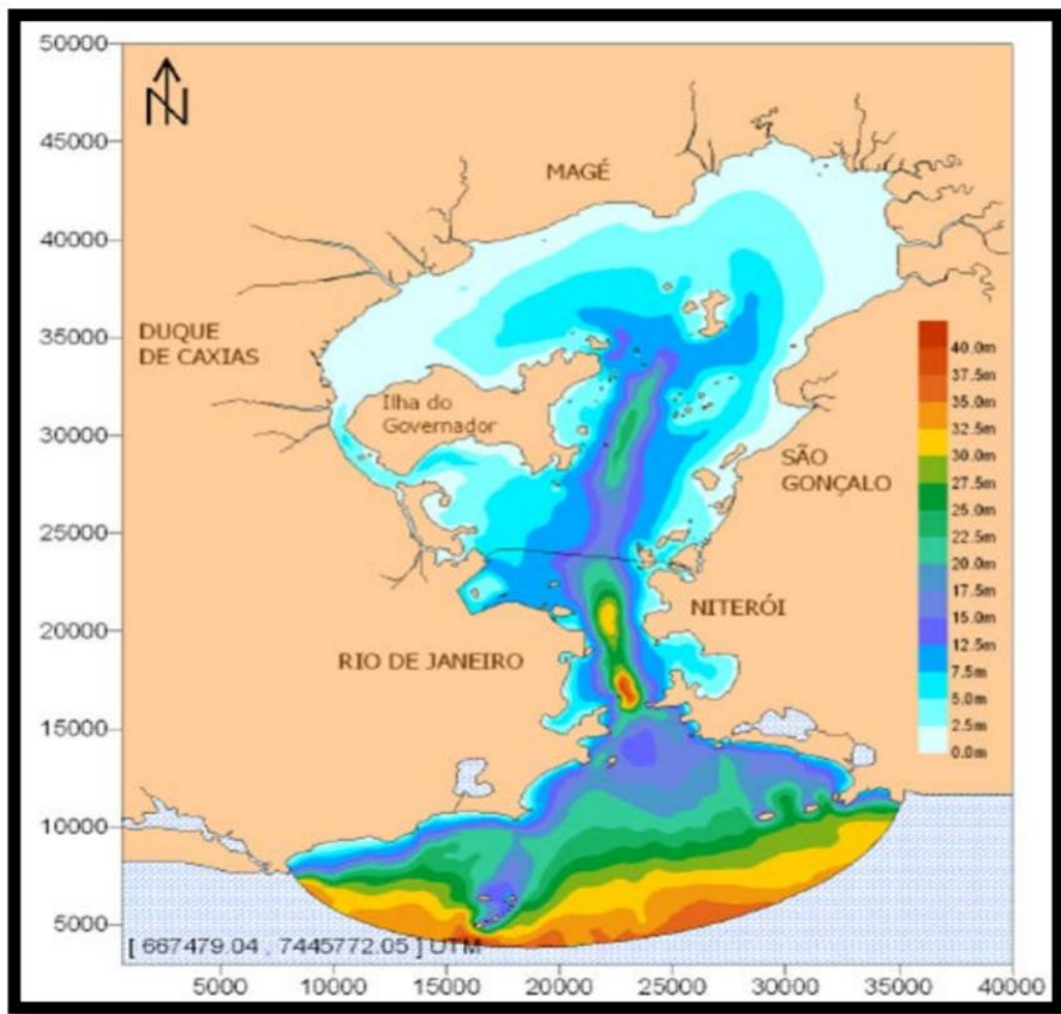 50000
45000
40000
35000
30000
25000
20000
15000
10000
5000
N
MAGÉ
DUQUE
DE CAXIAS
Ilha do
Governador
SÃO
GONÇALO
NITERÓI
RIO DE JANEIRO
40.0m
37.5m
35.0m
32.5m
30.0m
27.5m
25.0m
22.5m
20.0m
17.5m
15.0m
12.5m
7.5m
5.0m
2.5m
0.0m
[ 667479.04 , 7445772.05 ] UTM
5000 10000 15000 20000 25000 30000 35000 40000